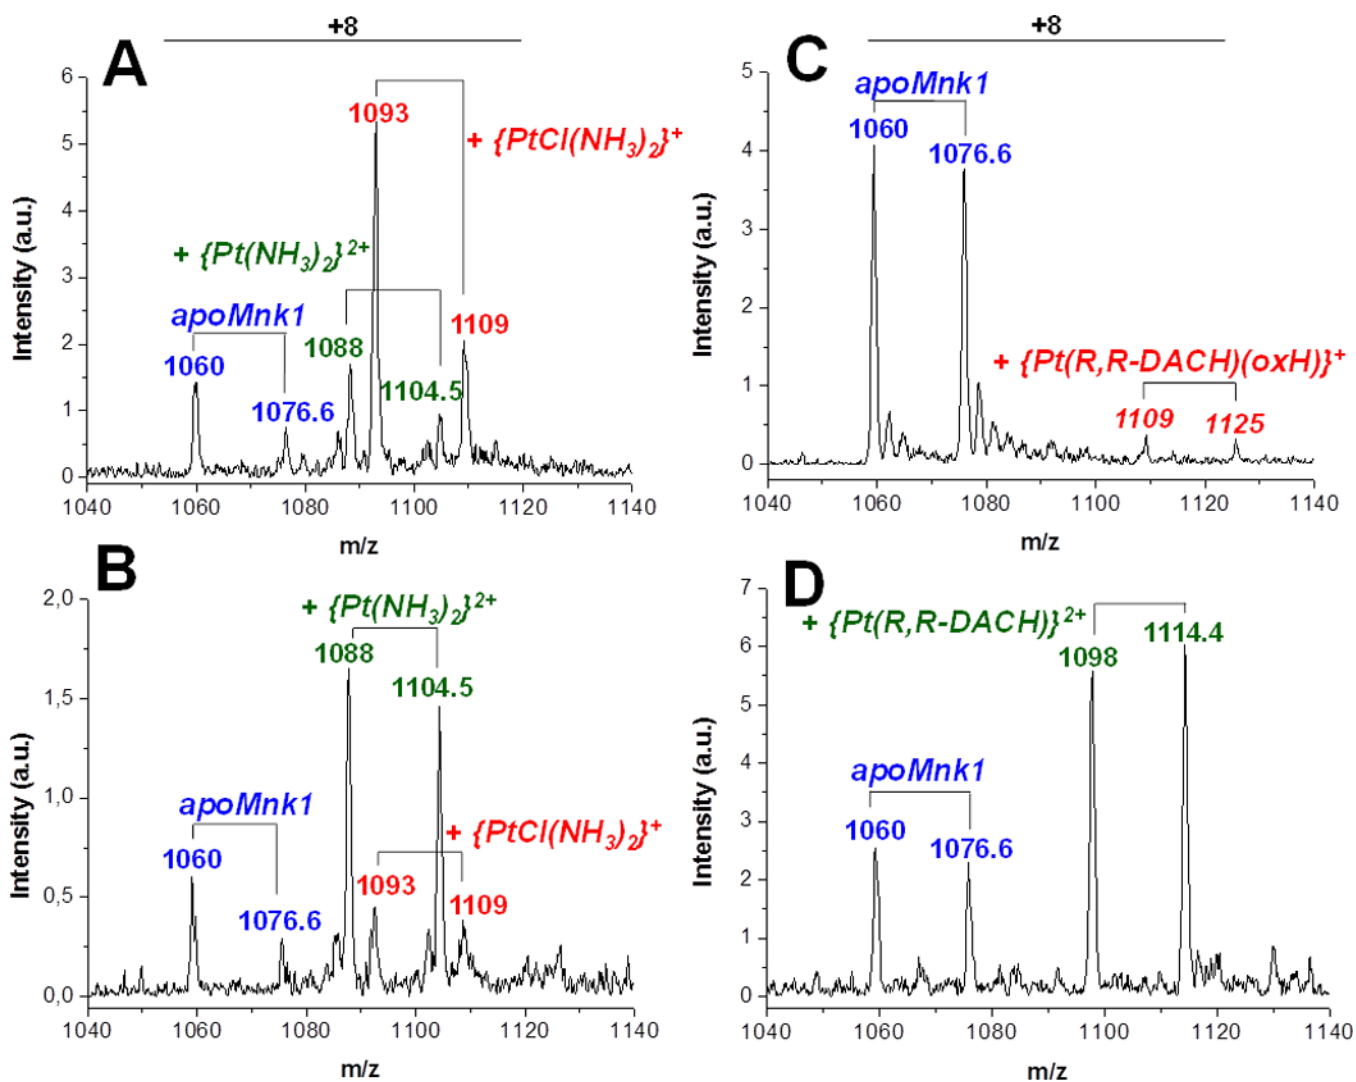 +8
A
6
5
4
3
2
1
0
Intensity (a.u.)
1093
+ {PtCl(NH3)2}+
+ {Pt(NH3)2}2+
apoMnk1
1060
1076.6
1088
1104.5
1109
1040 1060 1080 1100 1120 1140
m/z
+8
C
5
4
3
2
1
0
Intensity (a.u.)
apoMnk1
1060
1076.6
+ {Pt(R,R-DACH)(oxH)}+
1109
1125
1040 1060 1080 1100 1120 1140
m/z
B
2,0
1,5
1,0
0,5
0,0
Intensity (a.u.)
+ {Pt(NH3)2}2+
1088
1104.5
apoMnk1
1060
1076.6
+ {PtCl(NH3)2}+
1093
1109
1040 1060 1080 1100 1120 1140
m/z
D
7
6
5
4
3
2
1
0
Intensity (a.u.)
+ {Pt(R,R-DACH)}2+
1098
1114.4
apoMnk1
1060
1076.6
1040 1060 1080 1100 1120 1140
m/z